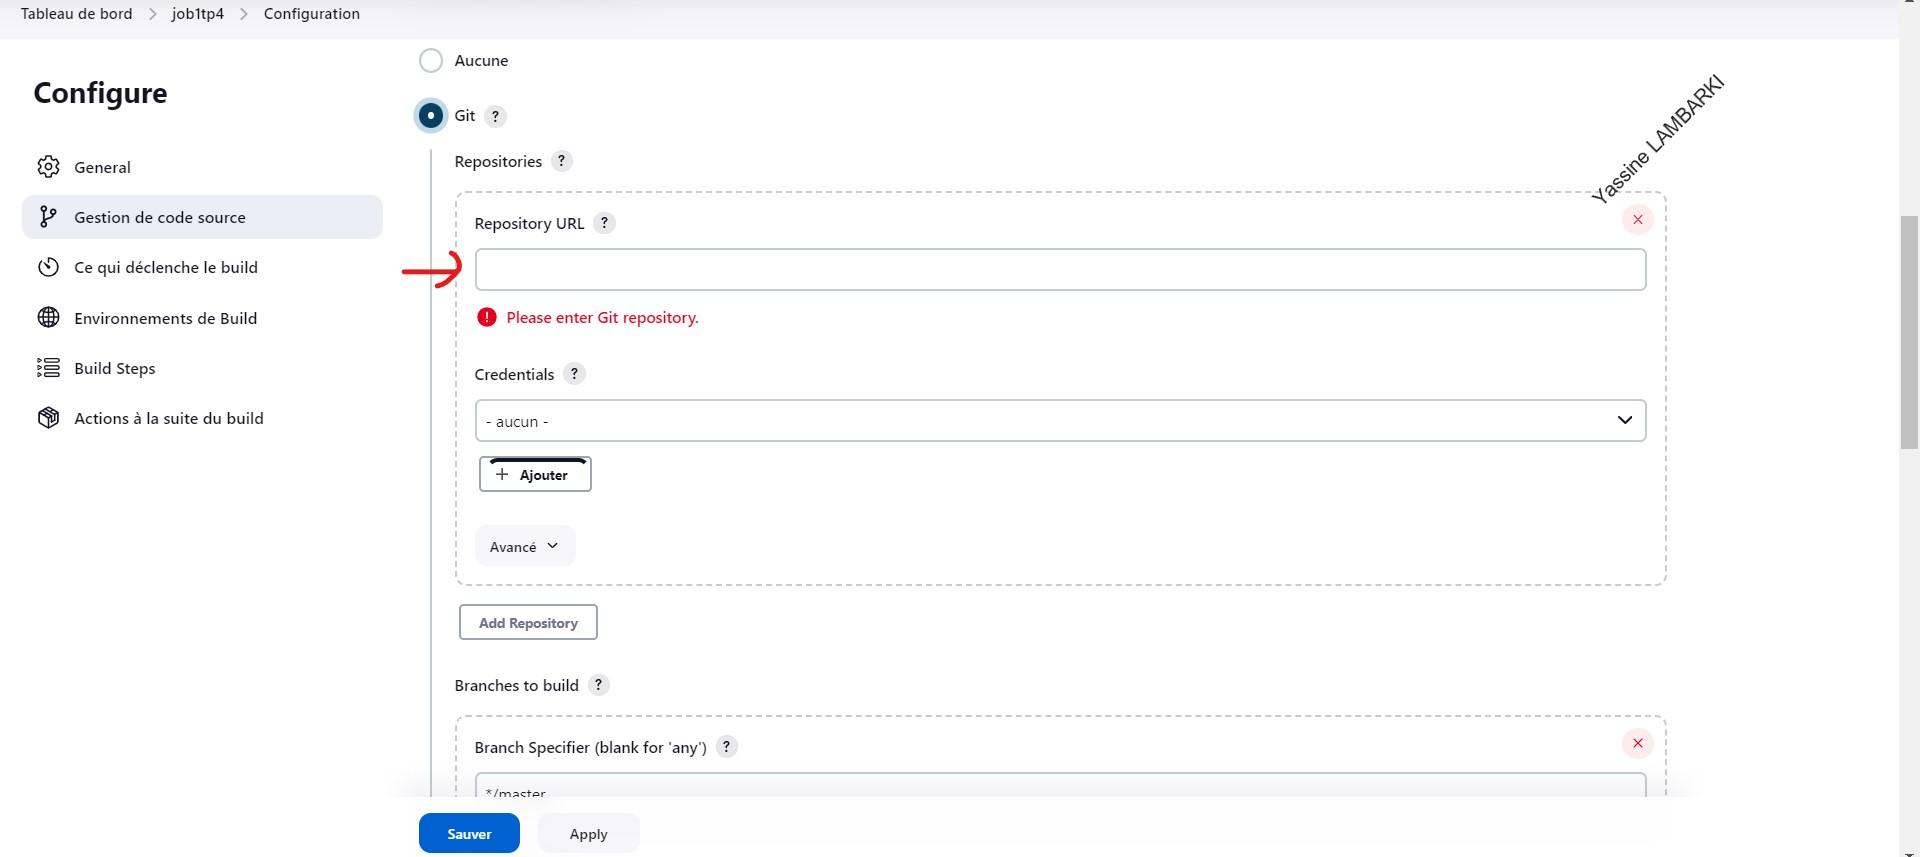 Tableau de bord > job1tp4 > Configuration
Configure
General
Gestion de code source
Ce qui déclenche le build
Environnements de Build
Build Steps
Actions à la suite du build
Aucune
Git ?
Repositories ?
Yassine LAMBARKI
Repository URL ?
Please enter Git repository.
Credentials ?
- aucun -
+ Ajouter
Avancé
Add Repository
Branches to build ?
Branch Specifier (blank for 'any') ?
*/master
Sauver
Apply